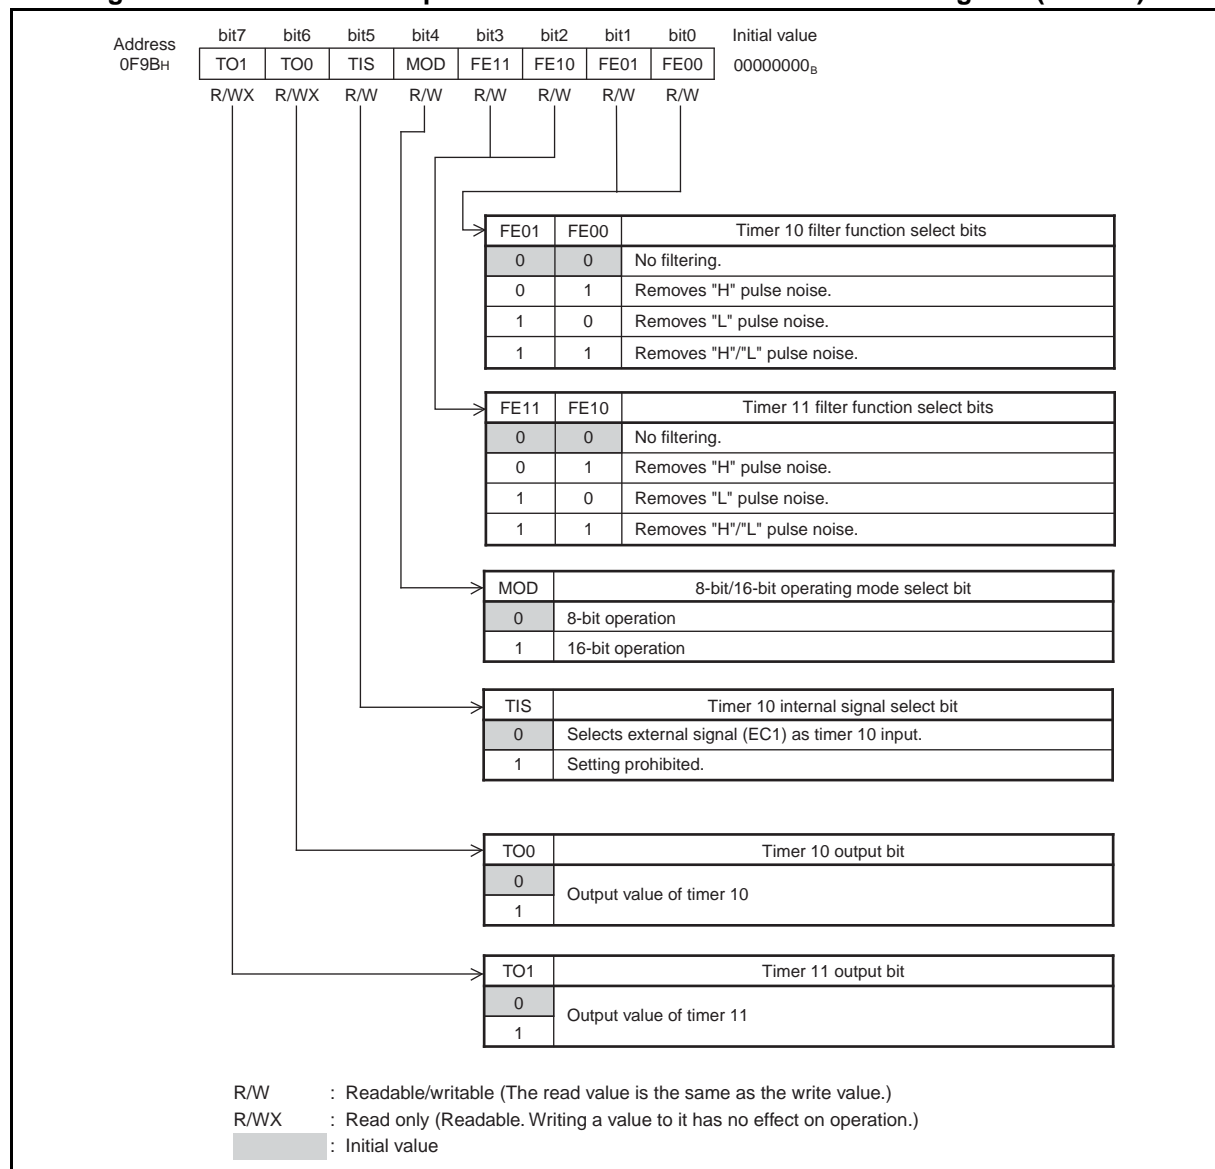 Address
0F9BH
bit7 bit6 bit5 bit4 bit3 bit2 bit1 bit0 Initial value
TO1 TO0 TIS MOD FE11 FE10 FE01 FE00 00000000B
R/WX R/WX R/W R/W R/W R/W R/W R/W
FE01 FE00 Timer 10 filter function select bits
0 0 No filtering.
0 1 Removes "H" pulse noise.
1 0 Removes "L" pulse noise.
1 1 Removes "H"/"L" pulse noise.
FE11 FE10 Timer 11 filter function select bits
0 0 No filtering.
0 1 Removes "H" pulse noise.
1 0 Removes "L" pulse noise.
1 1 Removes "H"/"L" pulse noise.
MOD 8-bit/16-bit operating mode select bit
0 8-bit operation
1 16-bit operation
TIS Timer 10 internal signal select bit
0 Selects external signal (EC1) as timer 10 input.
1 Setting prohibited.
TO0 Timer 10 output bit
0
Output value of timer 10
1
TO1 Timer 11 output bit
0
Output value of timer 11
1
R/W : Readable/writable (The read value is the same as the write value.)
R/WX : Read only (Readable. Writing a value to it has no effect on operation.)
: Initial value